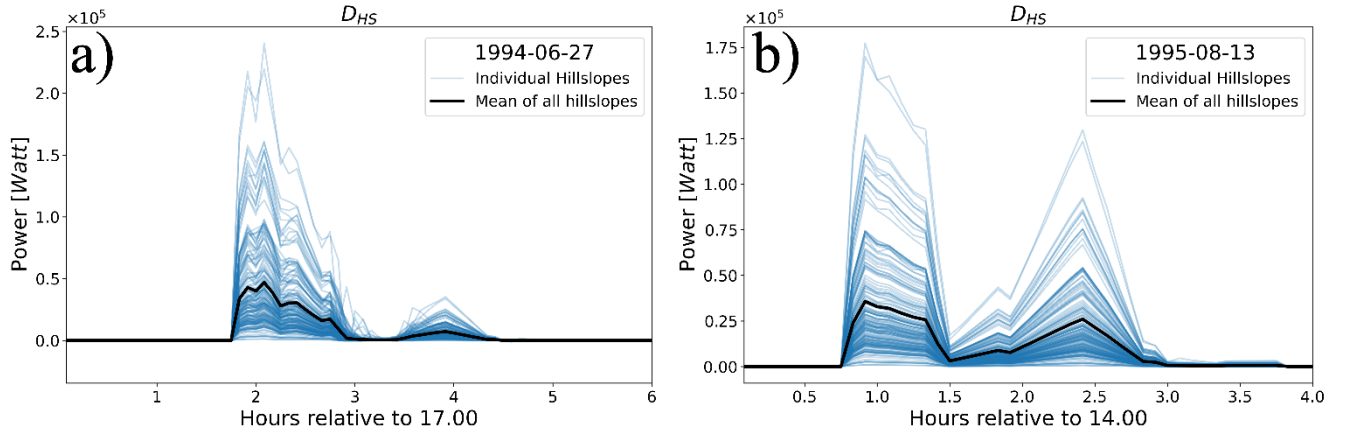 D_HS
×10⁵
a)
1994-06-27
Individual Hillslopes
Mean of all hillslopes
Power [Watt]
2.5
2.0
1.5
1.0
0.5
0.0
1 2 3 4 5 6
Hours relative to 17.00
D_HS
×10⁵
b)
1995-08-13
Individual Hillslopes
Mean of all hillslopes
Power [Watt]
1.75
1.50
1.25
1.00
0.75
0.50
0.25
0.00
0.5 1.0 1.5 2.0 2.5 3.0 3.5 4.0
Hours relative to 14.00